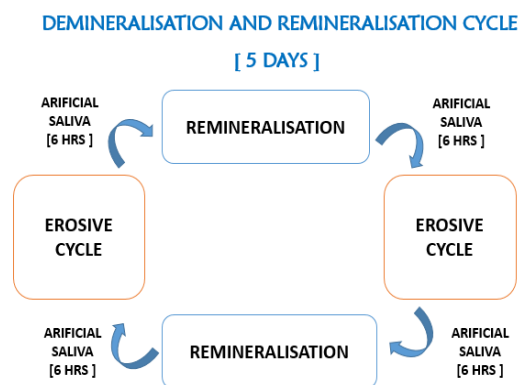 DEMINERALISATION AND REMINERALISATION CYCLE
[ 5 DAYS ]
ARIFICIAL
SALIVA
[6 HRS ]
REMINERALISATION
ARIFICIAL
SALIVA
[6 HRS ]
EROSIVE
CYCLE
EROSIVE
CYCLE
ARIFICIAL
SALIVA
[6 HRS ]
REMINERALISATION
ARIFICIAL
SALIVA
[6 HRS ]